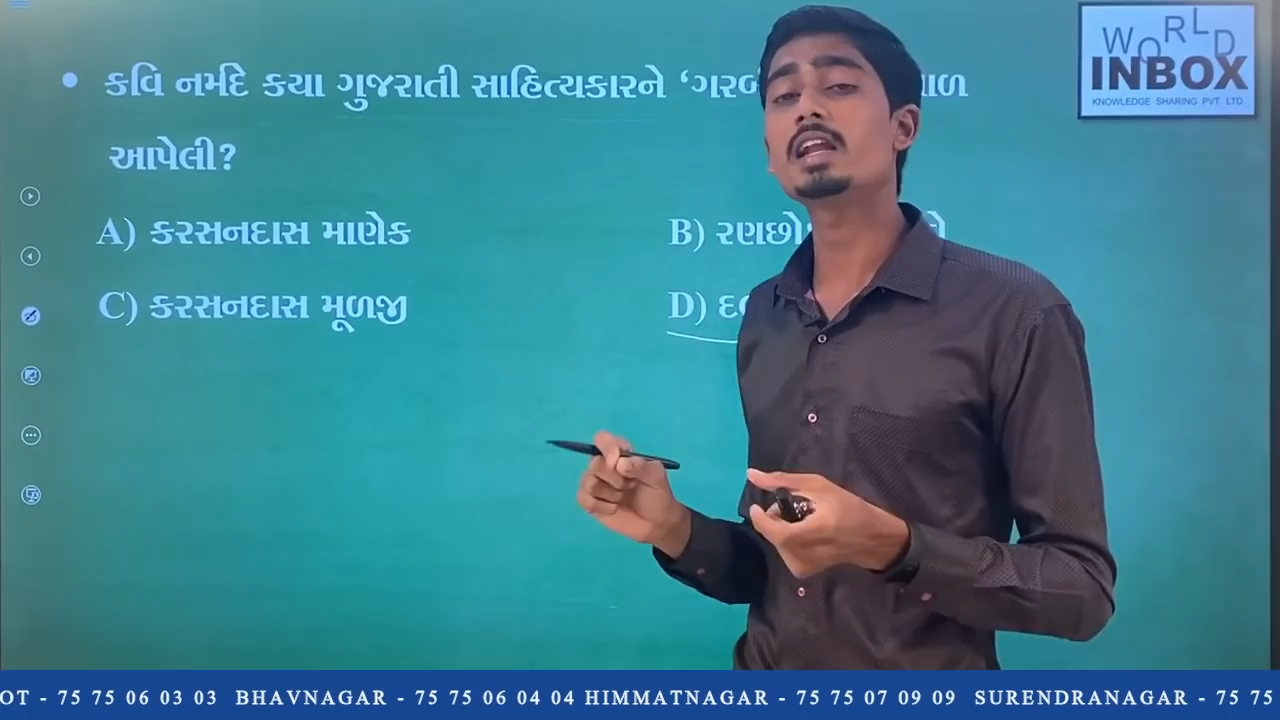 • કવિ નર્મદે કયા ગુજરાતી સાહિત્યકારને ‘ગરબ
આપેલી?
A) કરસનદાસ માણેક
B) રણછો
C) કરસનદાસ મૂળજી
D) દ
WORLD
INBOX
KNOWLEDGE SHARING PVT LTD
OT - 75 75 06 03 03 BHAVNAGAR - 75 75 06 04 04 HIMMATNAGAR - 75 75 07 09 09 SURENDRANAGAR - 75 75